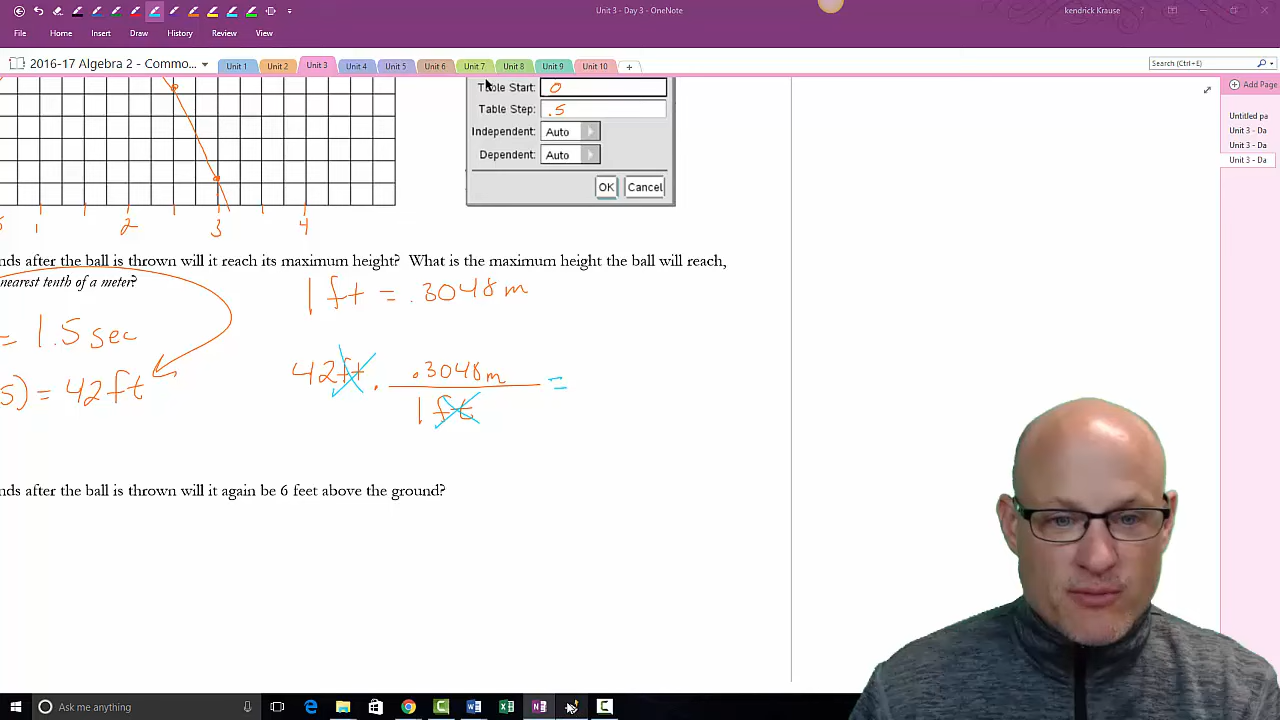 Unit 3 - Day 3 - OneNote
kendrick Krause
File Home Insert Draw History Review View
2016-17 Algebra 2 - Commo... Unit 1 Unit 2 Unit 3 Unit 4 Unit 5 Unit 6 Unit 7 Unit 8 Unit 9 Unit 10
Search (Ctrl+E)
Add Page
Untitled pa
Unit 3 - Da
Unit 3 - Da
Unit 3 - Da
Table Start: 0
Table Step: .5
Independent: Auto
Dependent: Auto
OK Cancel
1 2 3 4
nds after the ball is thrown will it reach its maximum height? What is the maximum height the ball will reach,
nearest tenth of a meter?
1 ft = .3048 m
= 1.5 sec
42 ft · .3048 m =
1 ft
5) = 42 ft
nds after the ball is thrown will it again be 6 feet above the ground?
Ask me anything